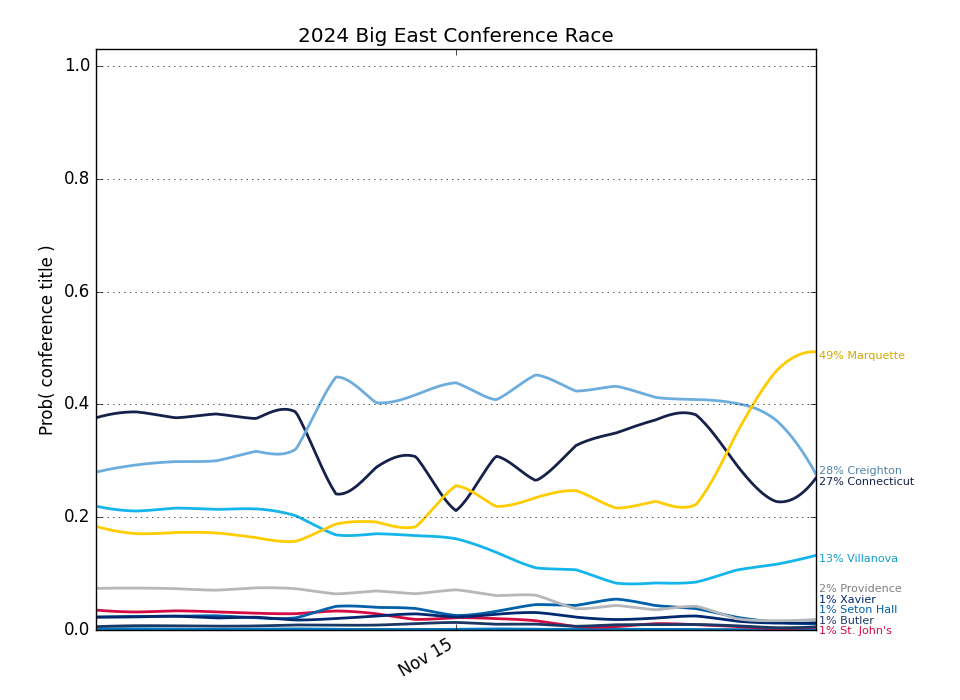 2024 Big East Conference Race
Prob( conference title )
1.0
0.8
0.6
0.4
0.2
0.0
Nov 15
49% Marquette
28% Creighton
27% Connecticut
13% Villanova
2% Providence
1% Xavier
1% Seton Hall
1% Butler
1% St. John's